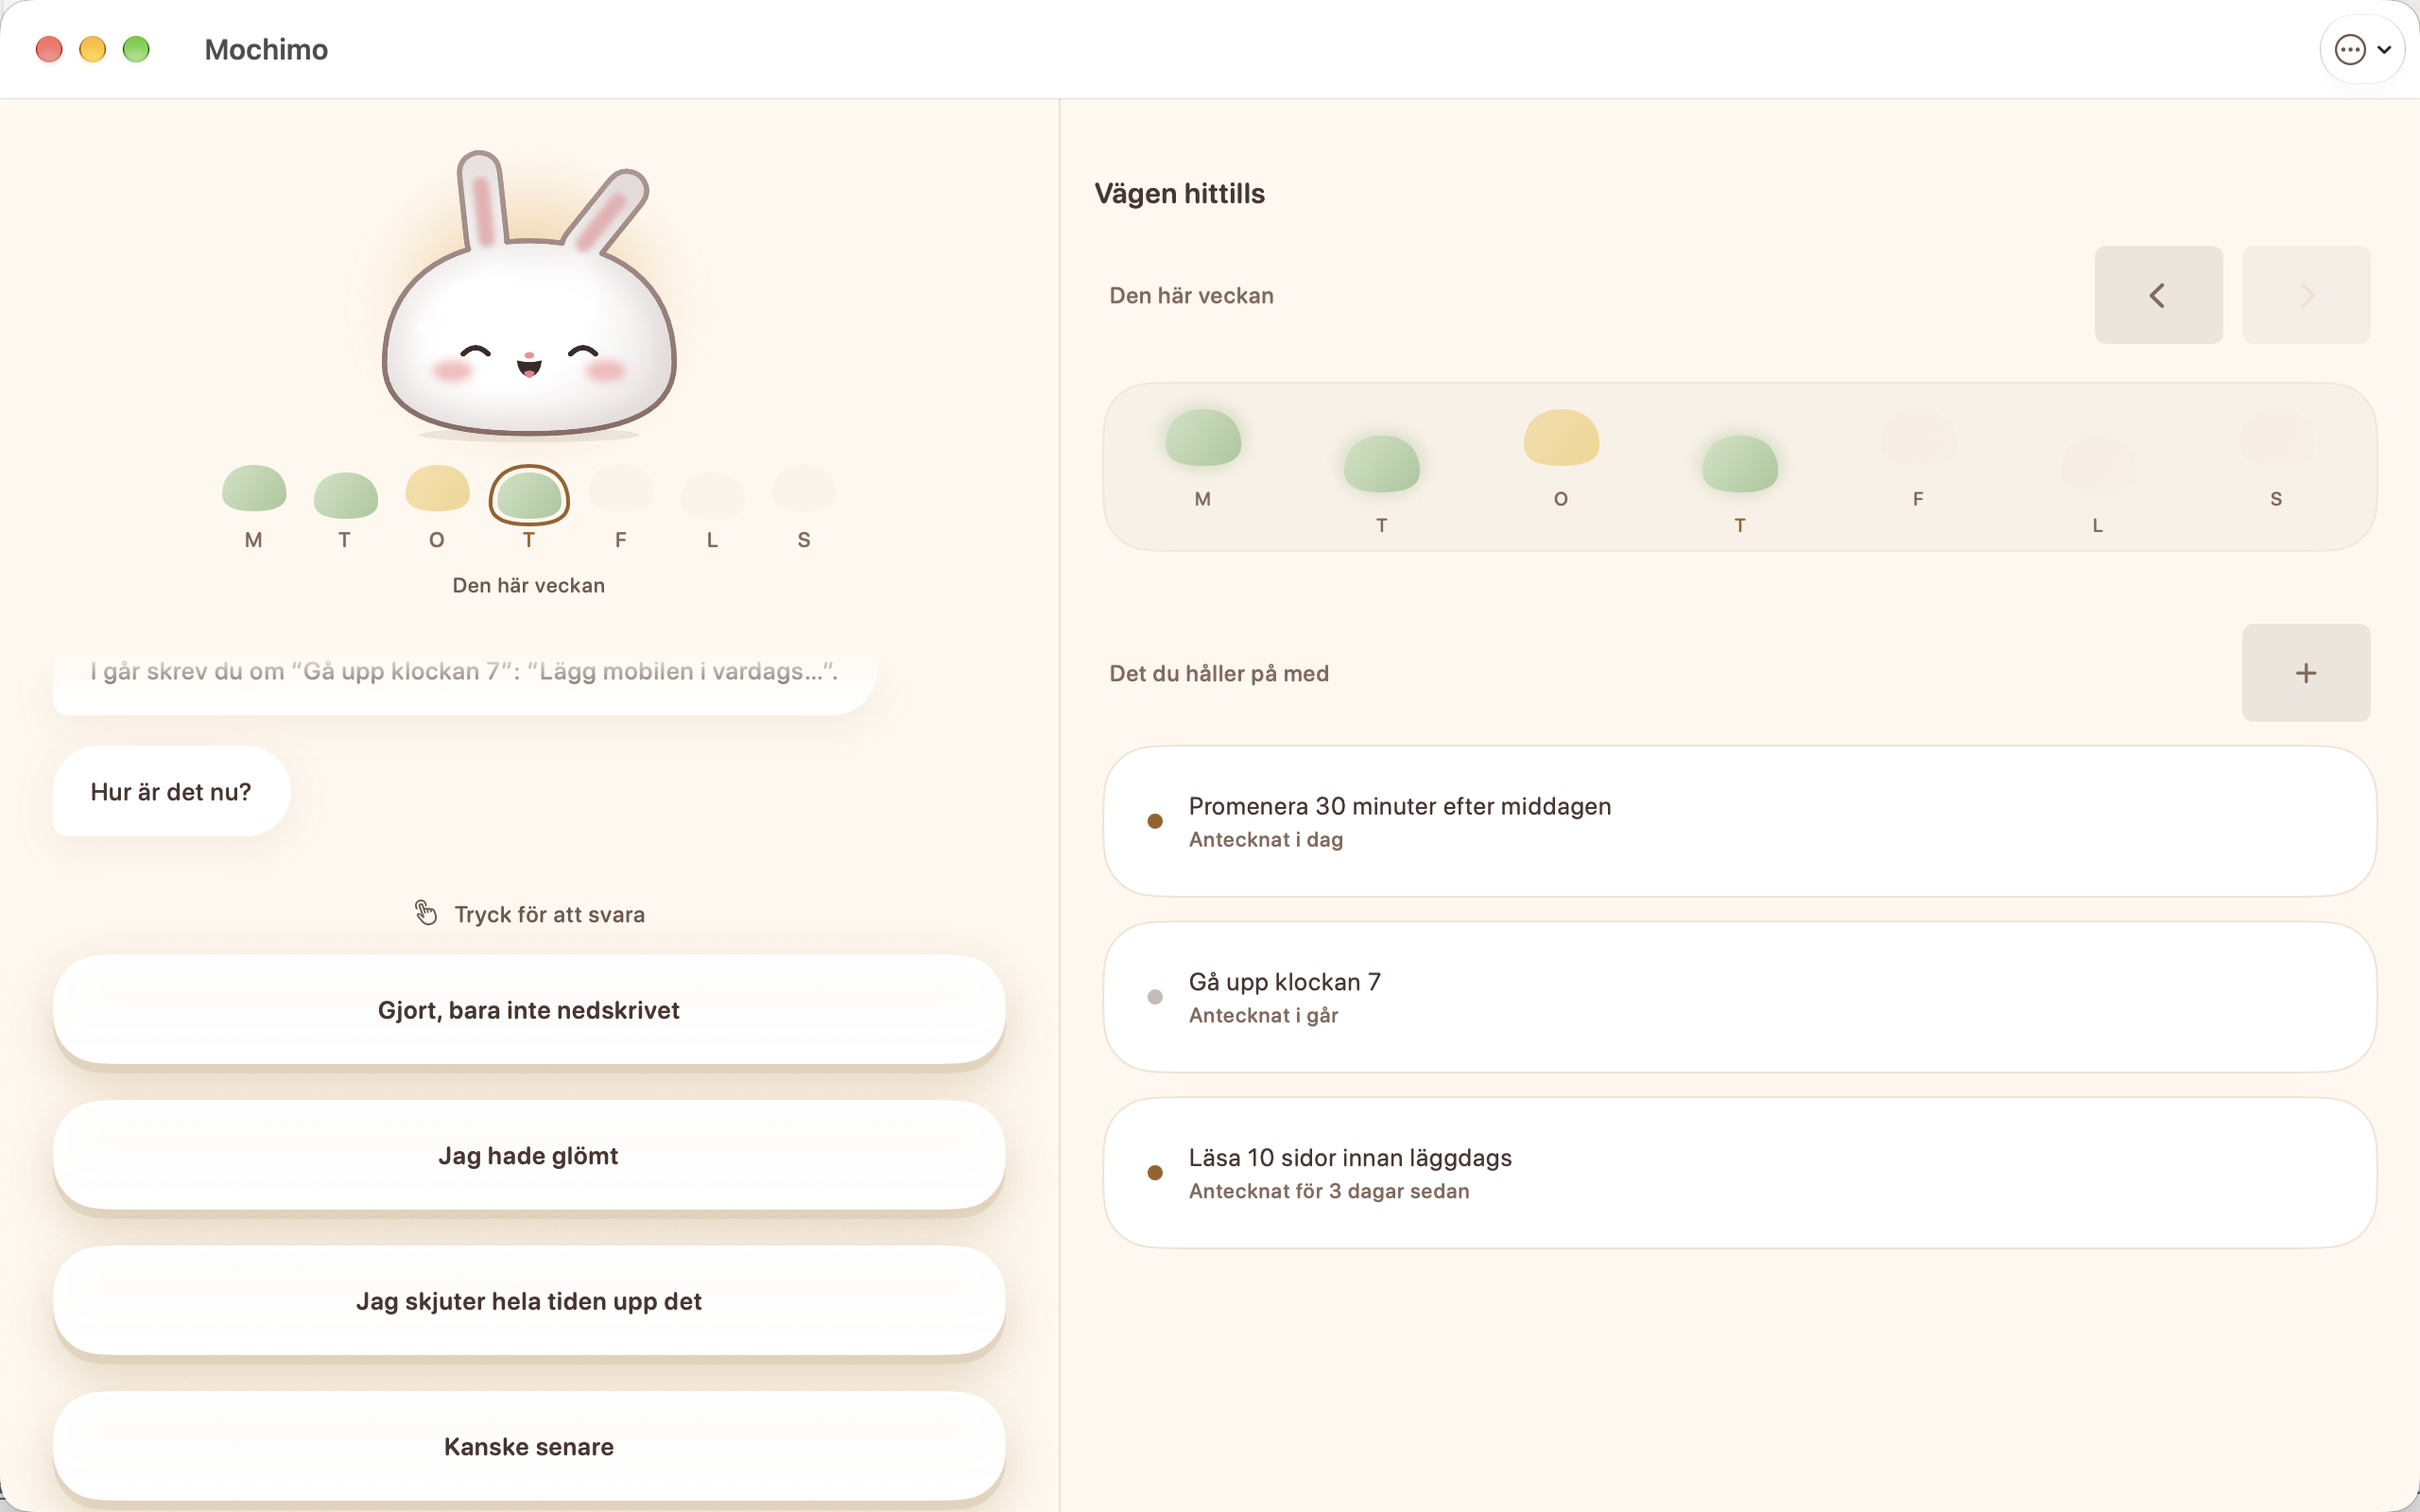 Mochimo
M T O T F L S
Den här veckan
I går skrev du om ”Gå upp klockan 7”: ”Lägg mobilen i vardags...”.
Hur är det nu?
Tryck för att svara
Gjort, bara inte nedskrivet
Jag hade glömt
Jag skjuter hela tiden upp det
Kanske senare
Vägen hittills
Den här veckan
M T O T F L S
Det du håller på med
Promenera 30 minuter efter middagen
Antecknat i dag
Gå upp klockan 7
Antecknat i går
Läsa 10 sidor innan läggdags
Antecknat för 3 dagar sedan